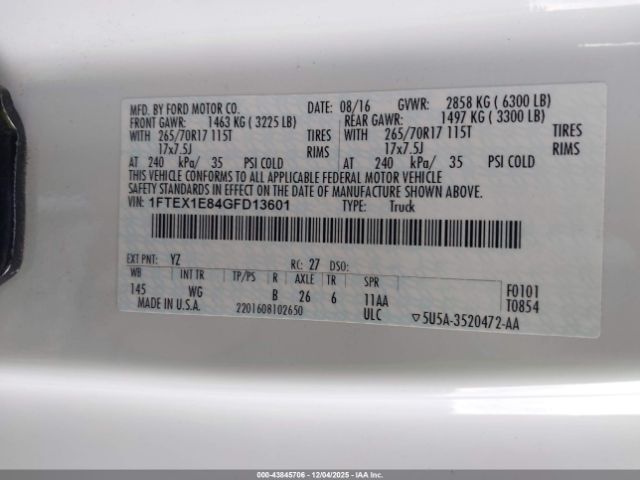 MFD. BY FORD MOTOR CO. DATE: 08/16 GVWR: 2858 KG ( 6300 LB)
FRONT GAWR: 1463 KG ( 3225 LB) REAR GAWR: 1497 KG ( 3300 LB)
WITH 265/70R17 115T TIRES WITH 265/70R17 115T TIRES
17x7.5J RIMS 17x7.5J RIMS
AT 240 kPa/ 35 PSI COLD AT 240 kPa/ 35 PSI COLD
THIS VEHICLE CONFORMS TO ALL APPLICABLE FEDERAL MOTOR VEHICLE
SAFETY STANDARDS IN EFFECT ON THE DATE OF MANUFACTURE SHOWN ABOVE.
VIN: 1FTEX1E84GFD13601 TYPE: Truck
EXT PNT: YZ RC: 27 DSO:
WB INT TR TP/PS R AXLE TR SPR F0101
145 WG B 26 6 11AA T0854
MADE IN U.S.A. 2201608102650 ULC ▽5U5A-3520472-AA
000-43845706 - 12/04/2025 - IAAI.COM